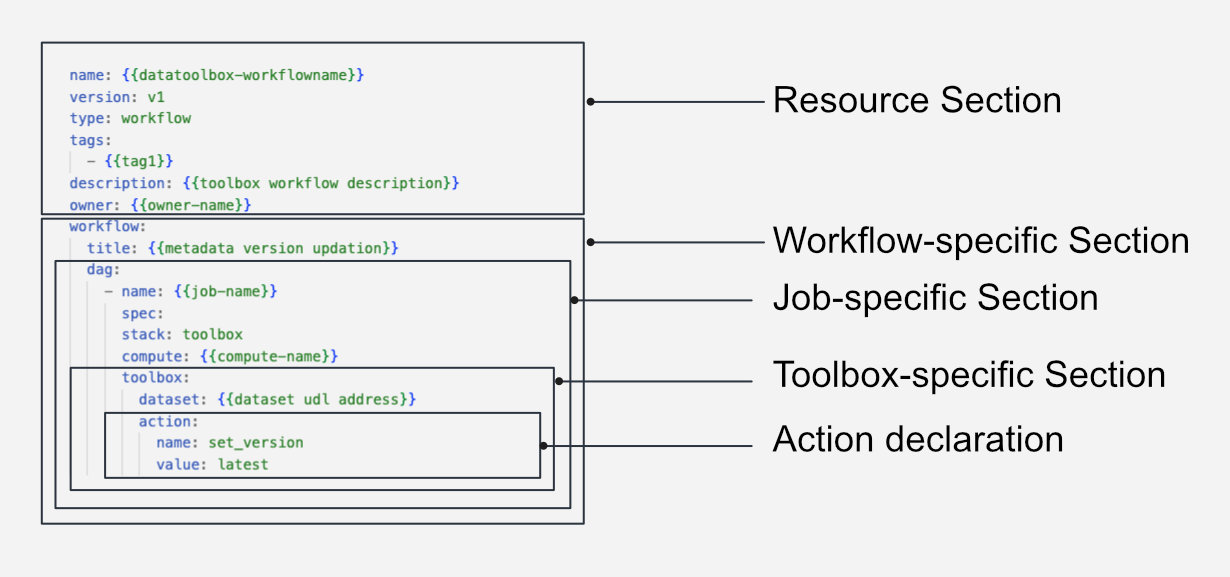 name: {{datatoolbox-workflowname}}
version: v1
type: workflow
tags:
  - {{tag1}}
description: {{toolbox workflow description}}
owner: {{owner-name}}
workflow:
  title: {{metadata version updation}}
  dag:
    - name: {{job-name}}
      spec:
      stack: toolbox
      compute: {{compute-name}}
      toolbox:
        dataset: {{dataset udl address}}
        action:
          name: set_version
          value: latest
Resource Section
Workflow-specific Section
Job-specific Section
Toolbox-specific Section
Action declaration